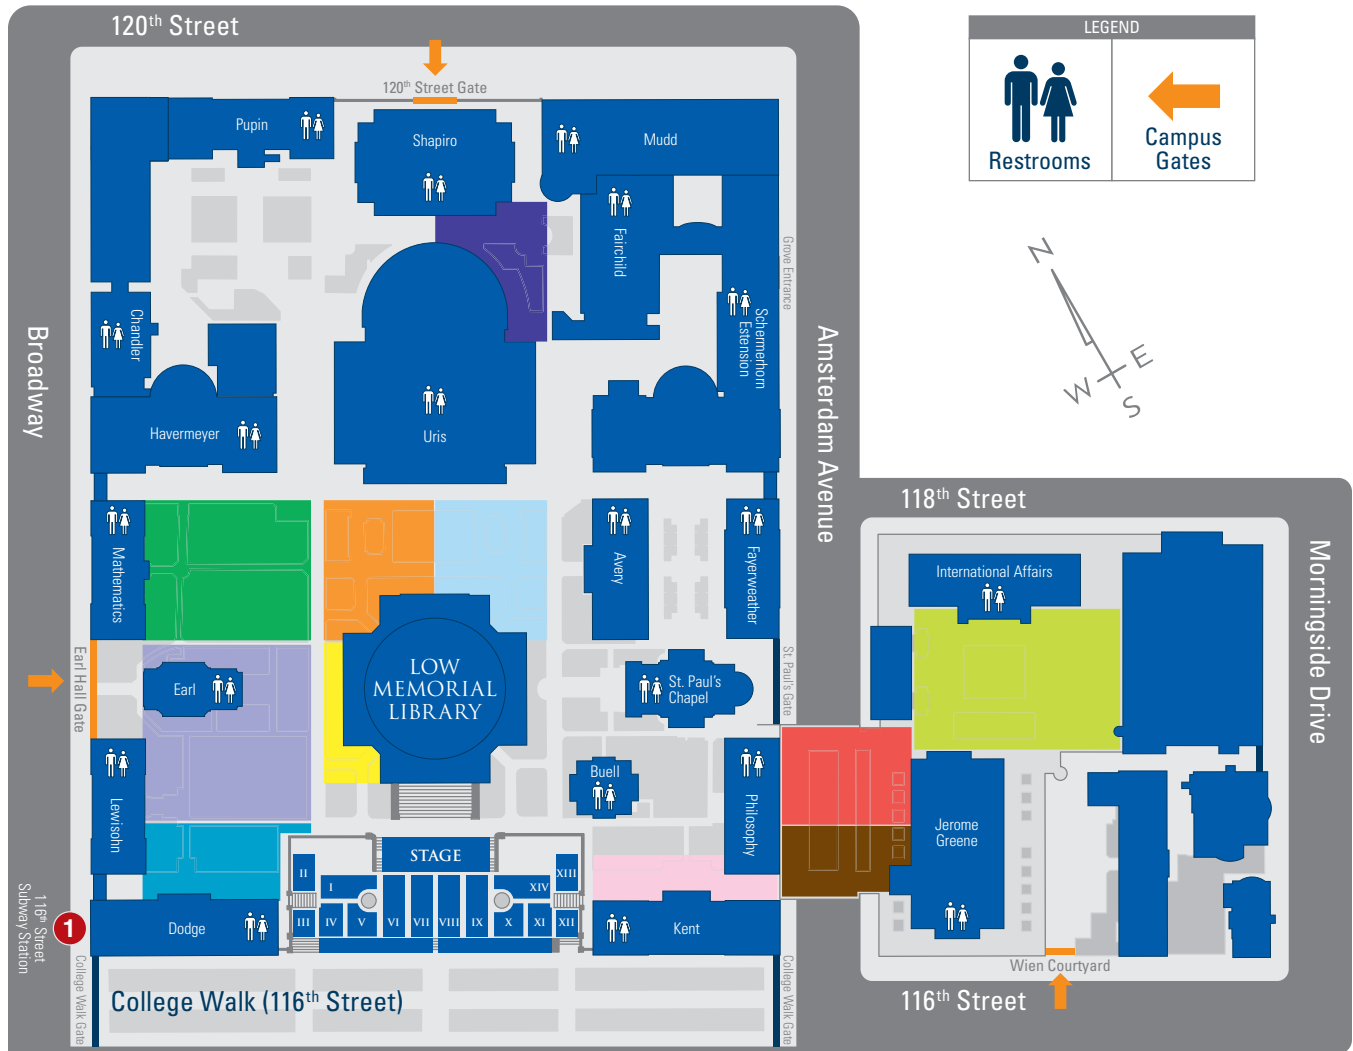 120th Street
LEGEND
Restrooms
Campus
Gates
120th Street Gate
Pupin
Shapiro
Mudd
Fairchild
Grove Entrance
N
W
E
S
Chandler
Schermerhorn
Estension
Broadway
Amsterdam Avenue
Havermeyer
Uris
118th Street
Mathematics
Avery
Fayerweather
International Affairs
Morningside Drive
Earl Hall Gate
Earl
LOW
MEMORIAL
LIBRARY
St. Paul's
Chapel
St. Paul's Gate
Lewisohn
Buell
Philosophy
Jerome
Greene
STAGE
II
I
XIV
XIII
III
IV
V
VI
VII
VIII
IX
X
XI
XII
116th Street
Subway Station
1
Dodge
Kent
College Walk Gate
College Walk (116th Street)
College Walk Gate
Wien Courtyard
116th Street